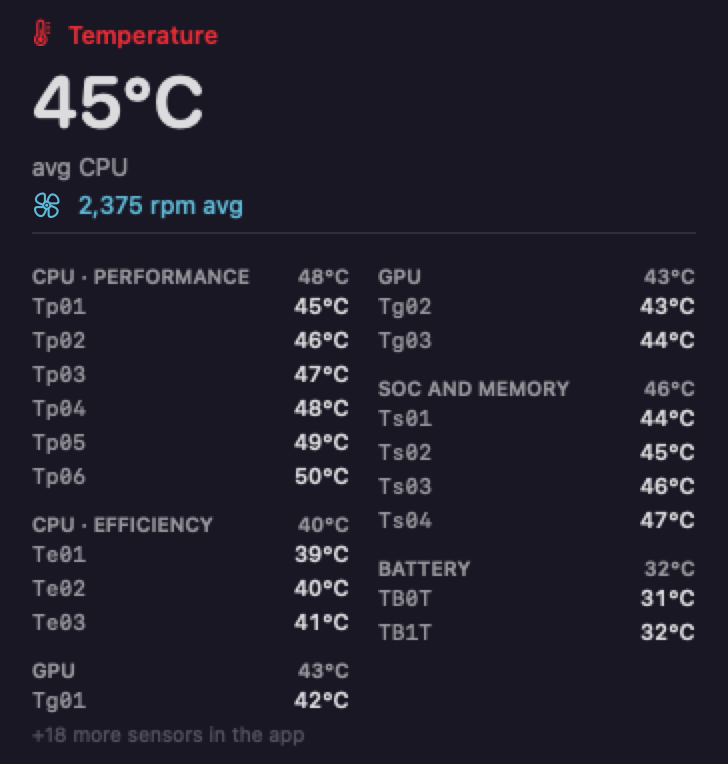 Temperature
45°C
avg CPU
2,375 rpm avg
CPU · PERFORMANCE 48°C
Tp01 45°C
Tp02 46°C
Tp03 47°C
Tp04 48°C
Tp05 49°C
Tp06 50°C
CPU · EFFICIENCY 40°C
Te01 39°C
Te02 40°C
Te03 41°C
GPU 43°C
Tg01 42°C
+18 more sensors in the app
GPU 43°C
Tg02 43°C
Tg03 44°C
SOC AND MEMORY 46°C
Ts01 44°C
Ts02 45°C
Ts03 46°C
Ts04 47°C
BATTERY 32°C
TB0T 31°C
TB1T 32°C